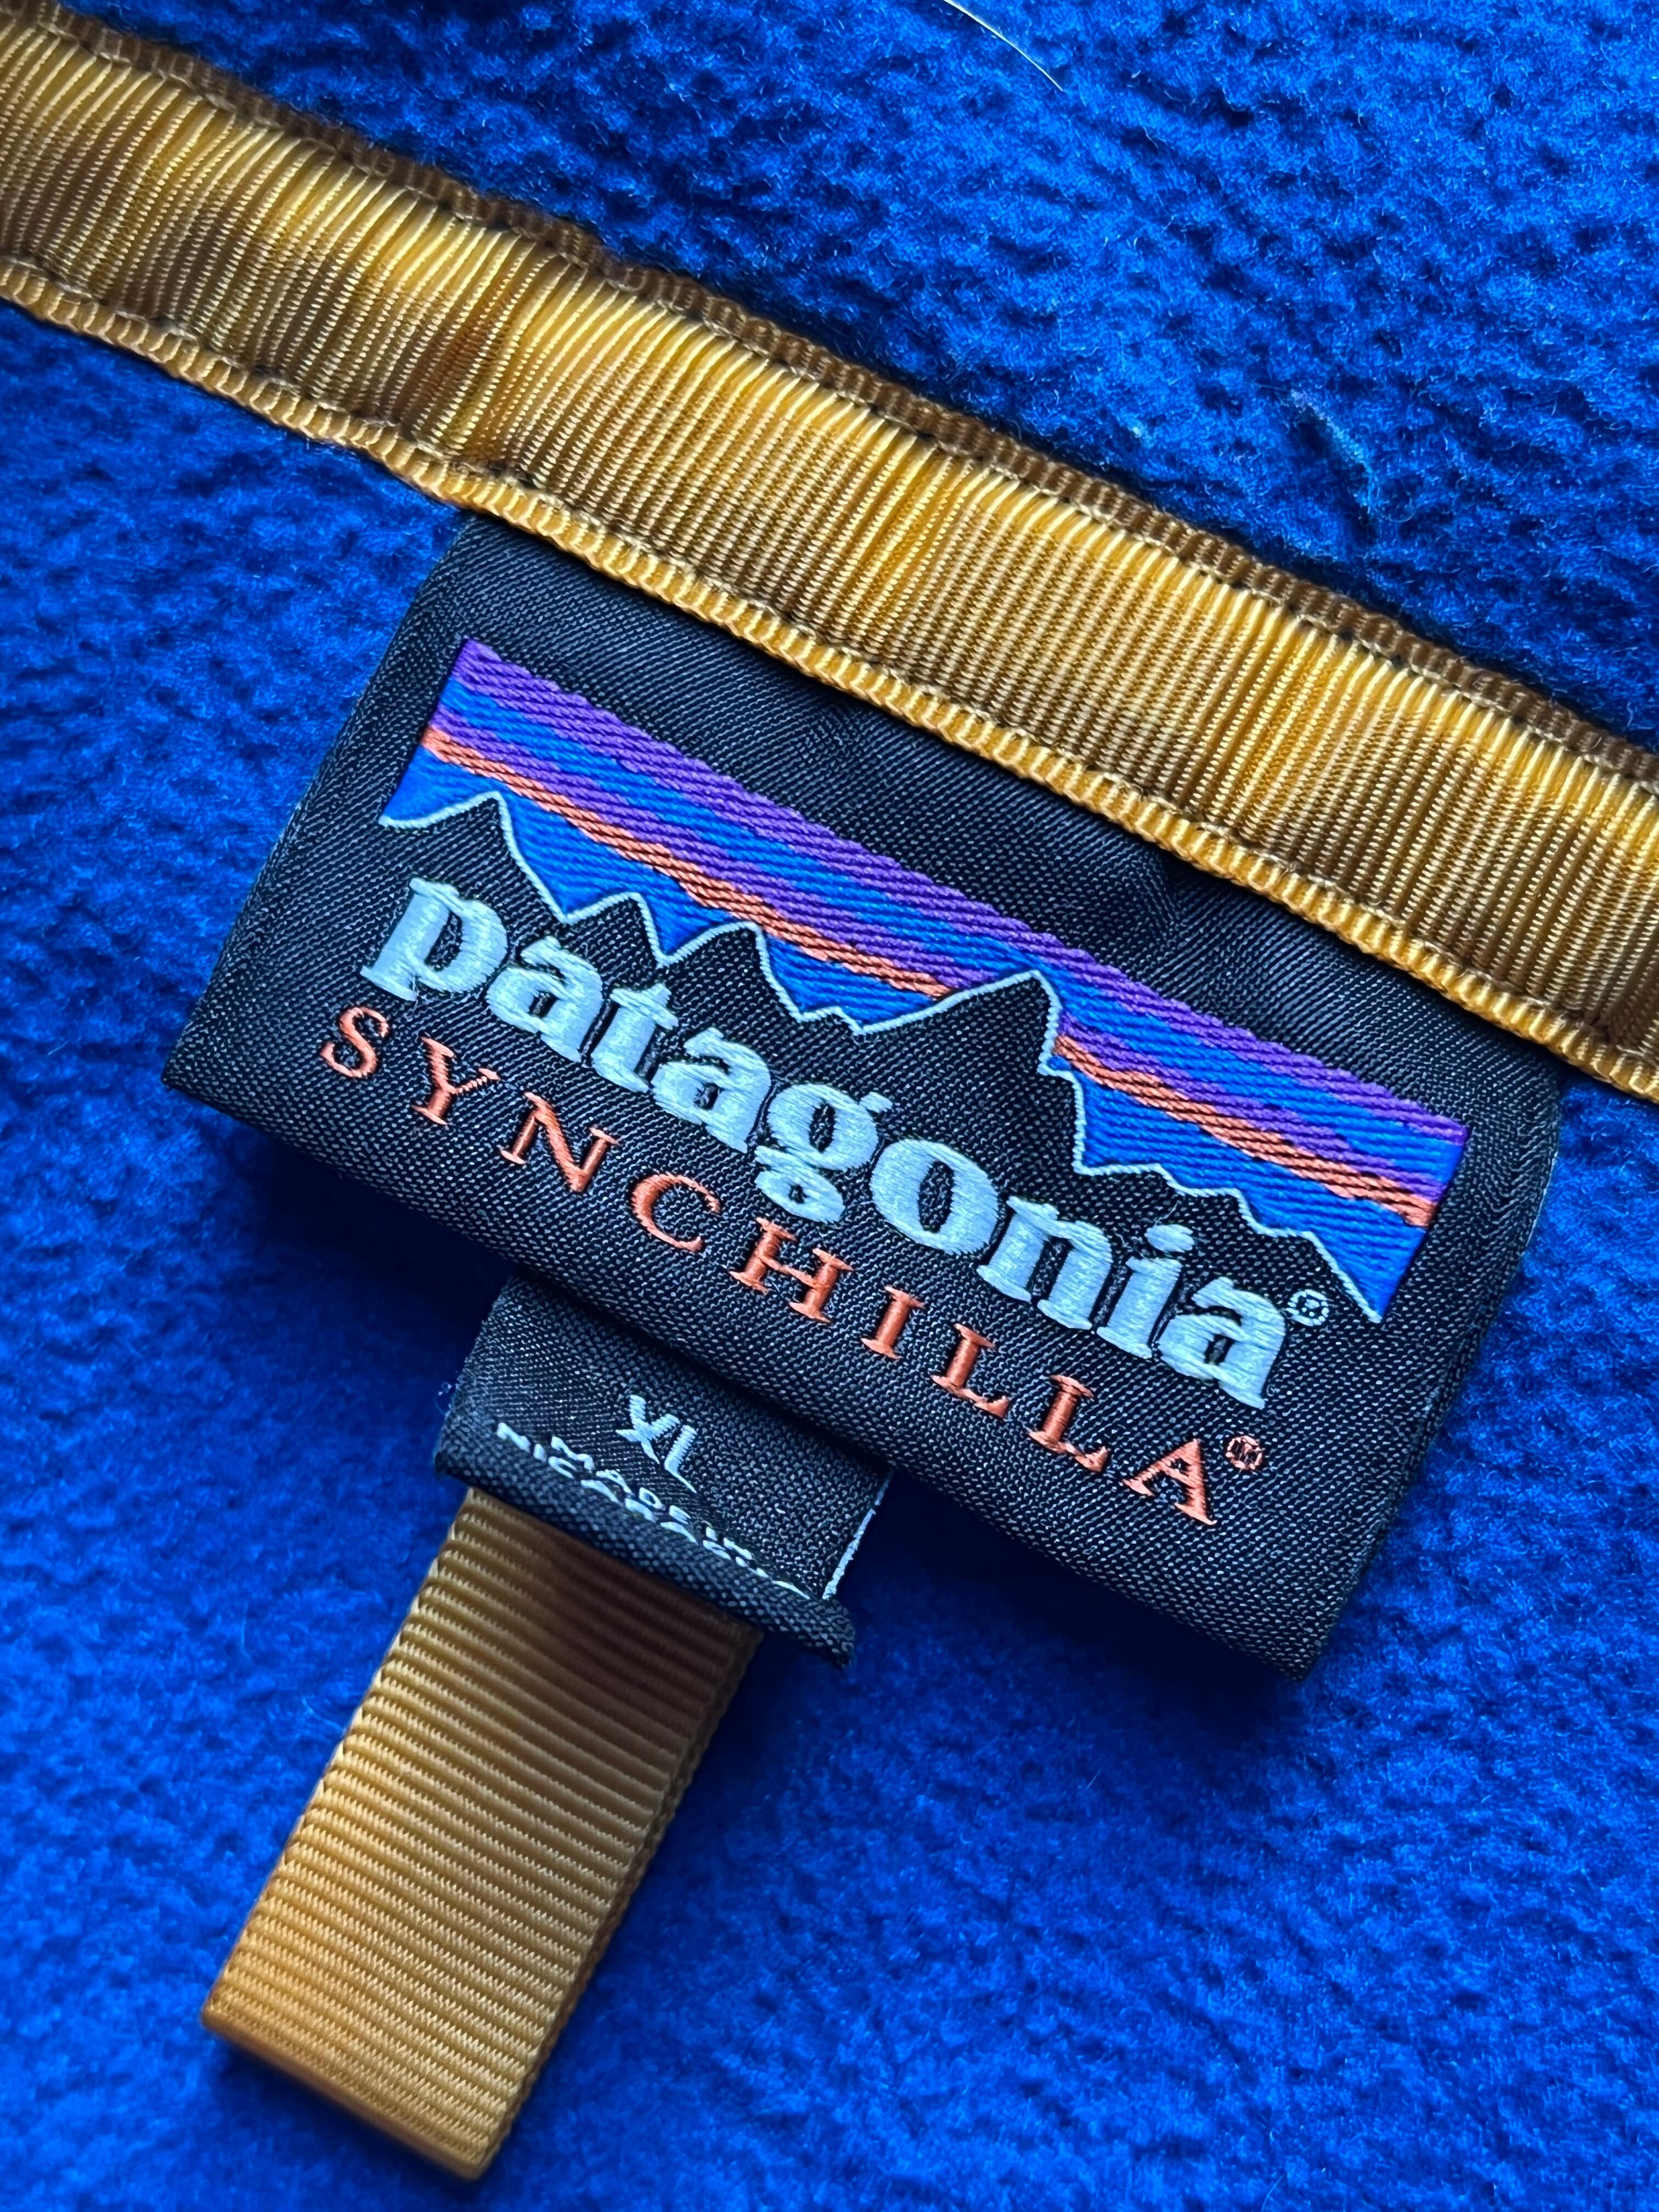 patagonia®
SYNCHILLA®
XL
MADE IN
NICARAGUA